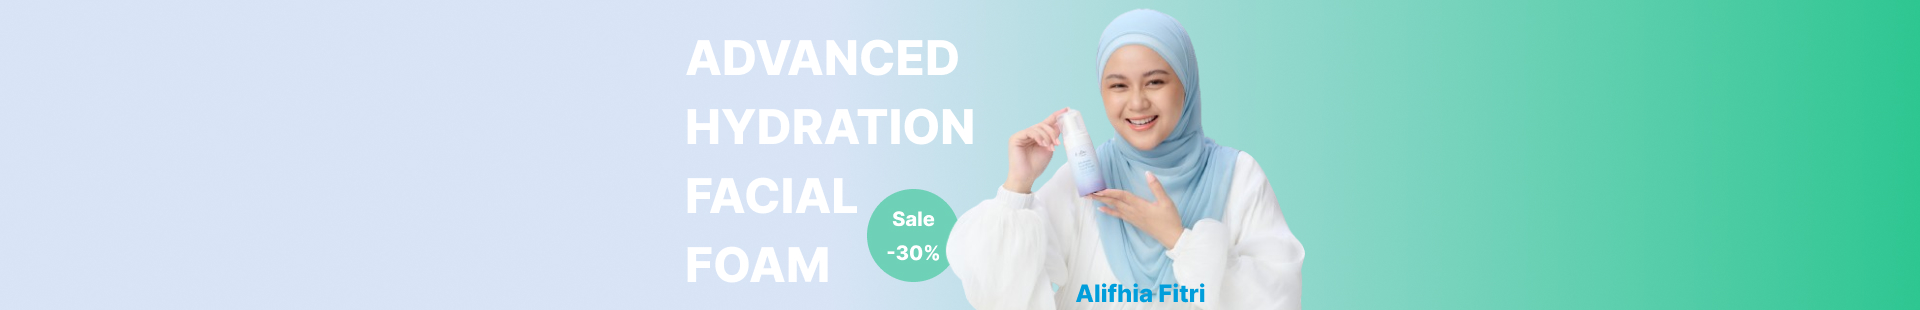 ADVANCED
HYDRATION
FACIAL
FOAM
Sale
-30%
Alifhia Fitri